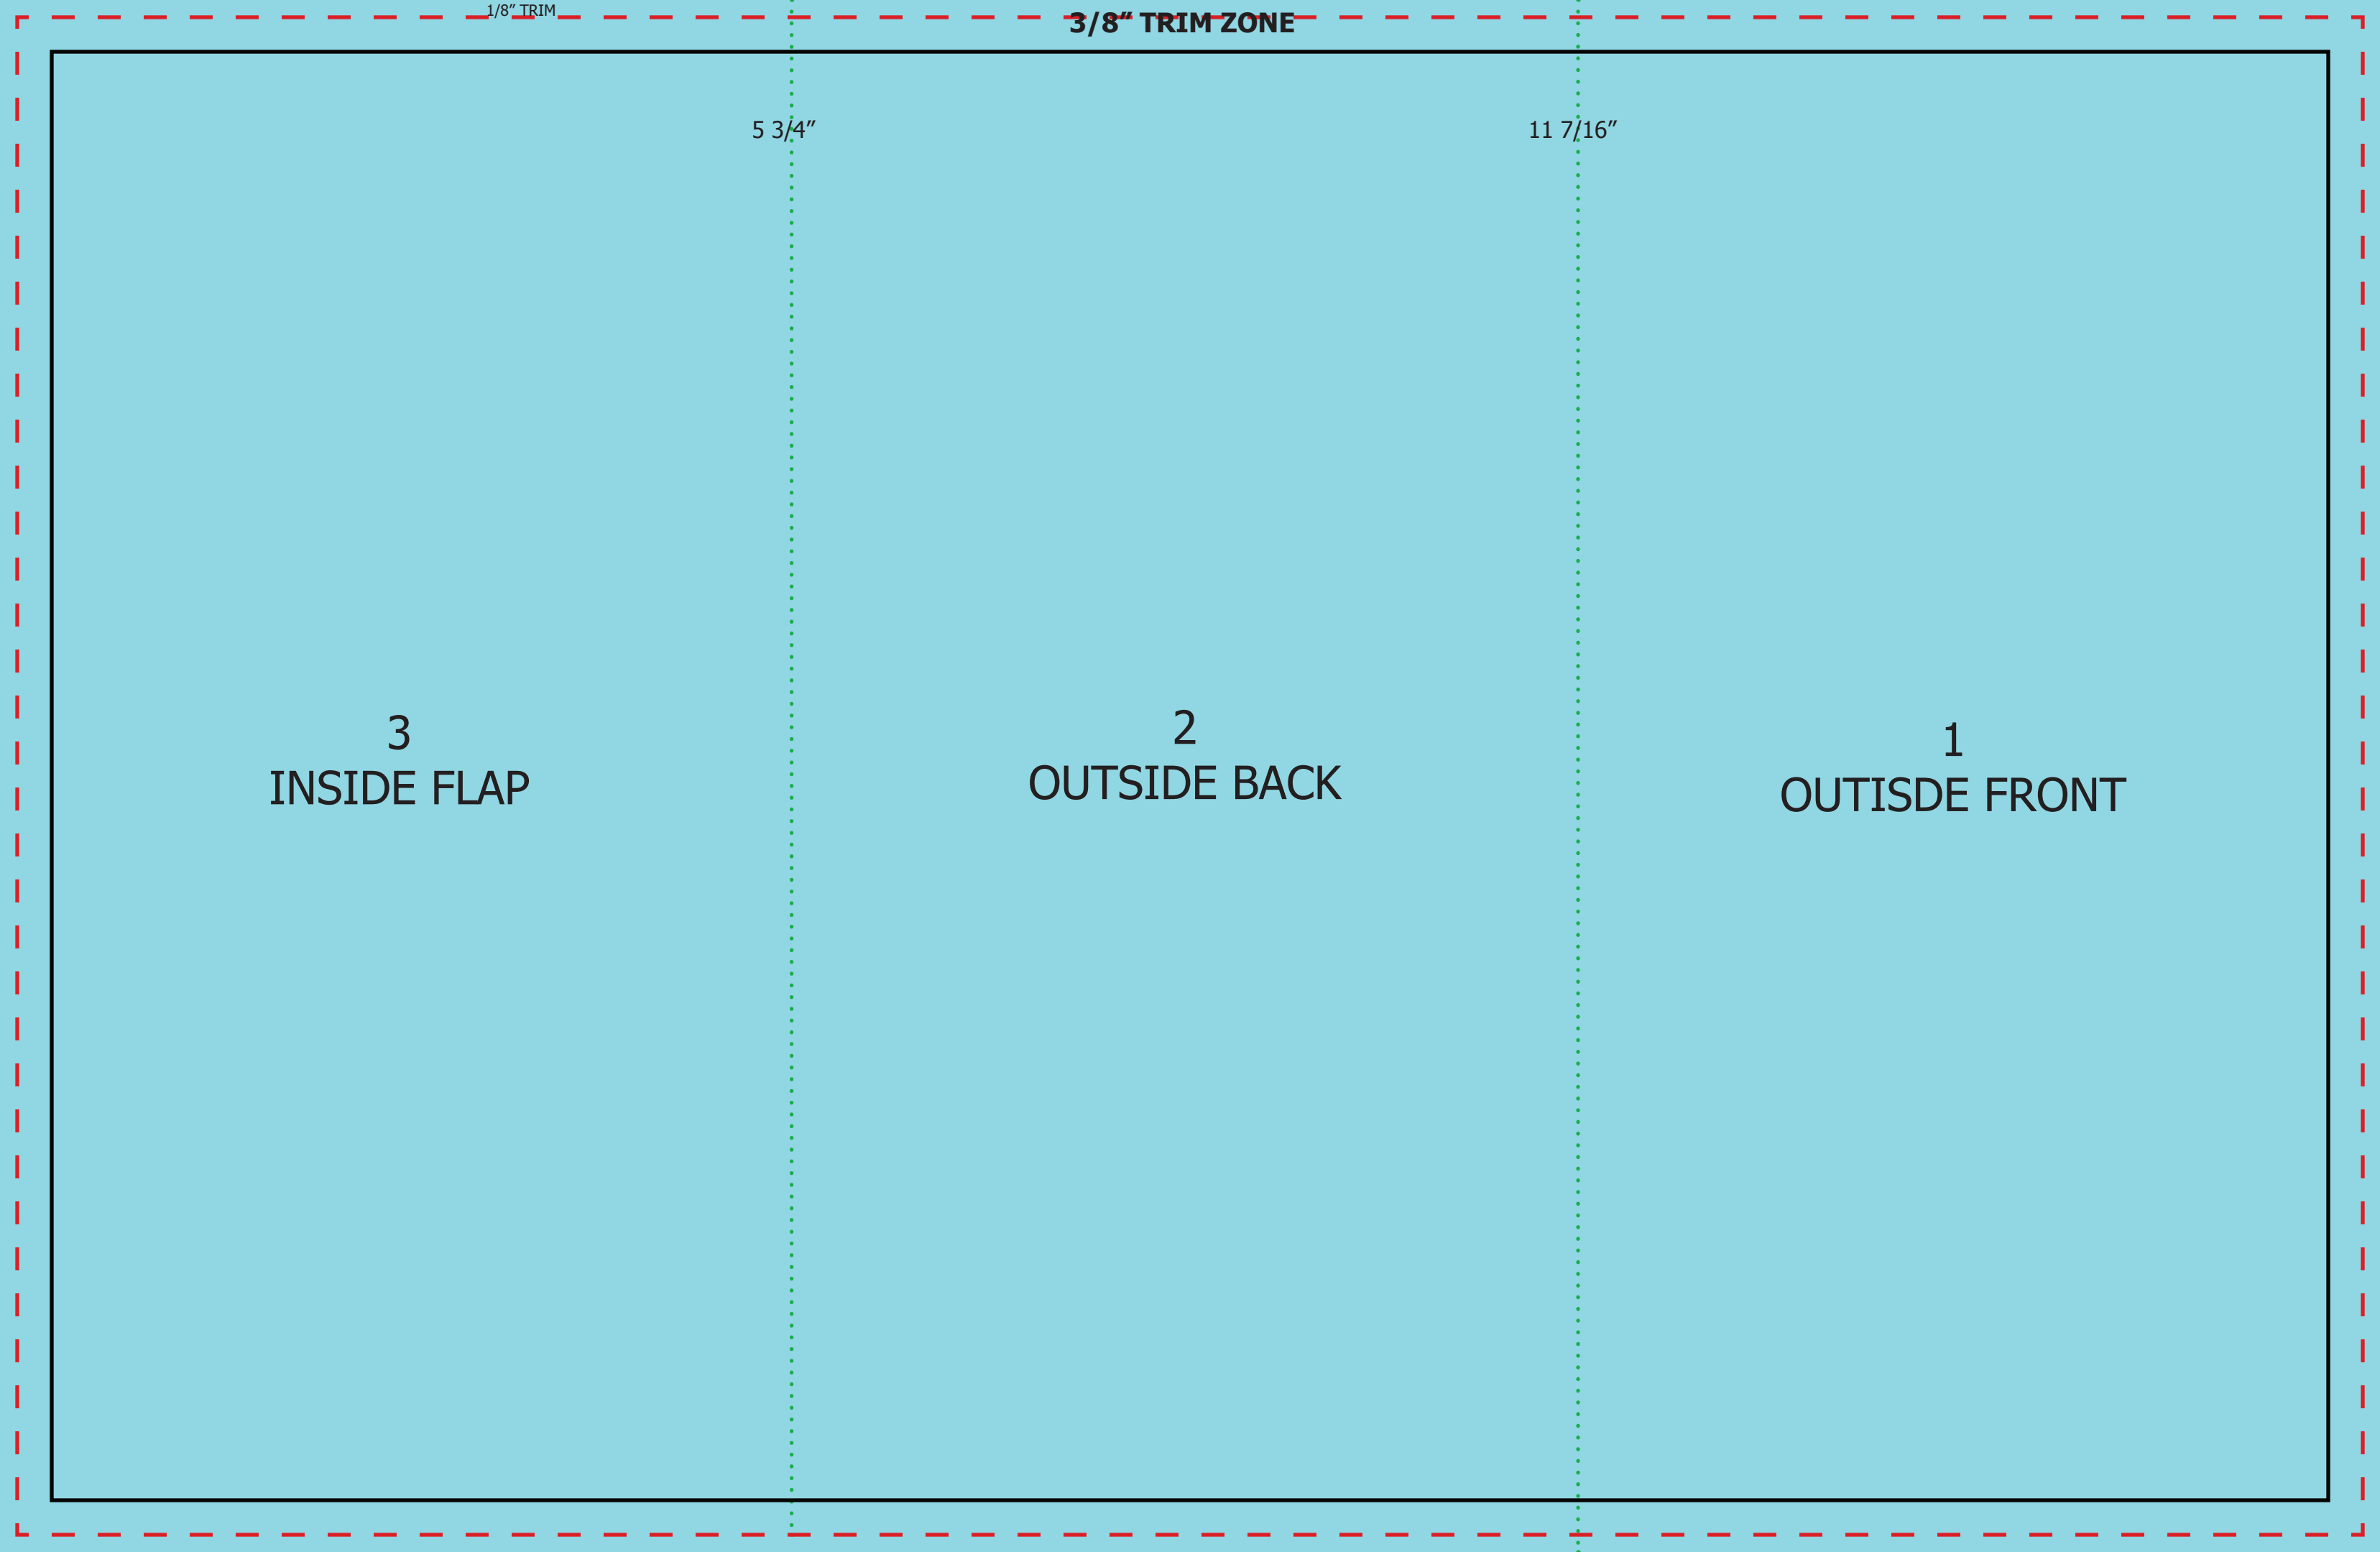 1/8" TRIM
3/8" TRIM ZONE
5 3/4"
11 7/16"
3
INSIDE FLAP
2
OUTSIDE BACK
1
OUTISDE FRONT